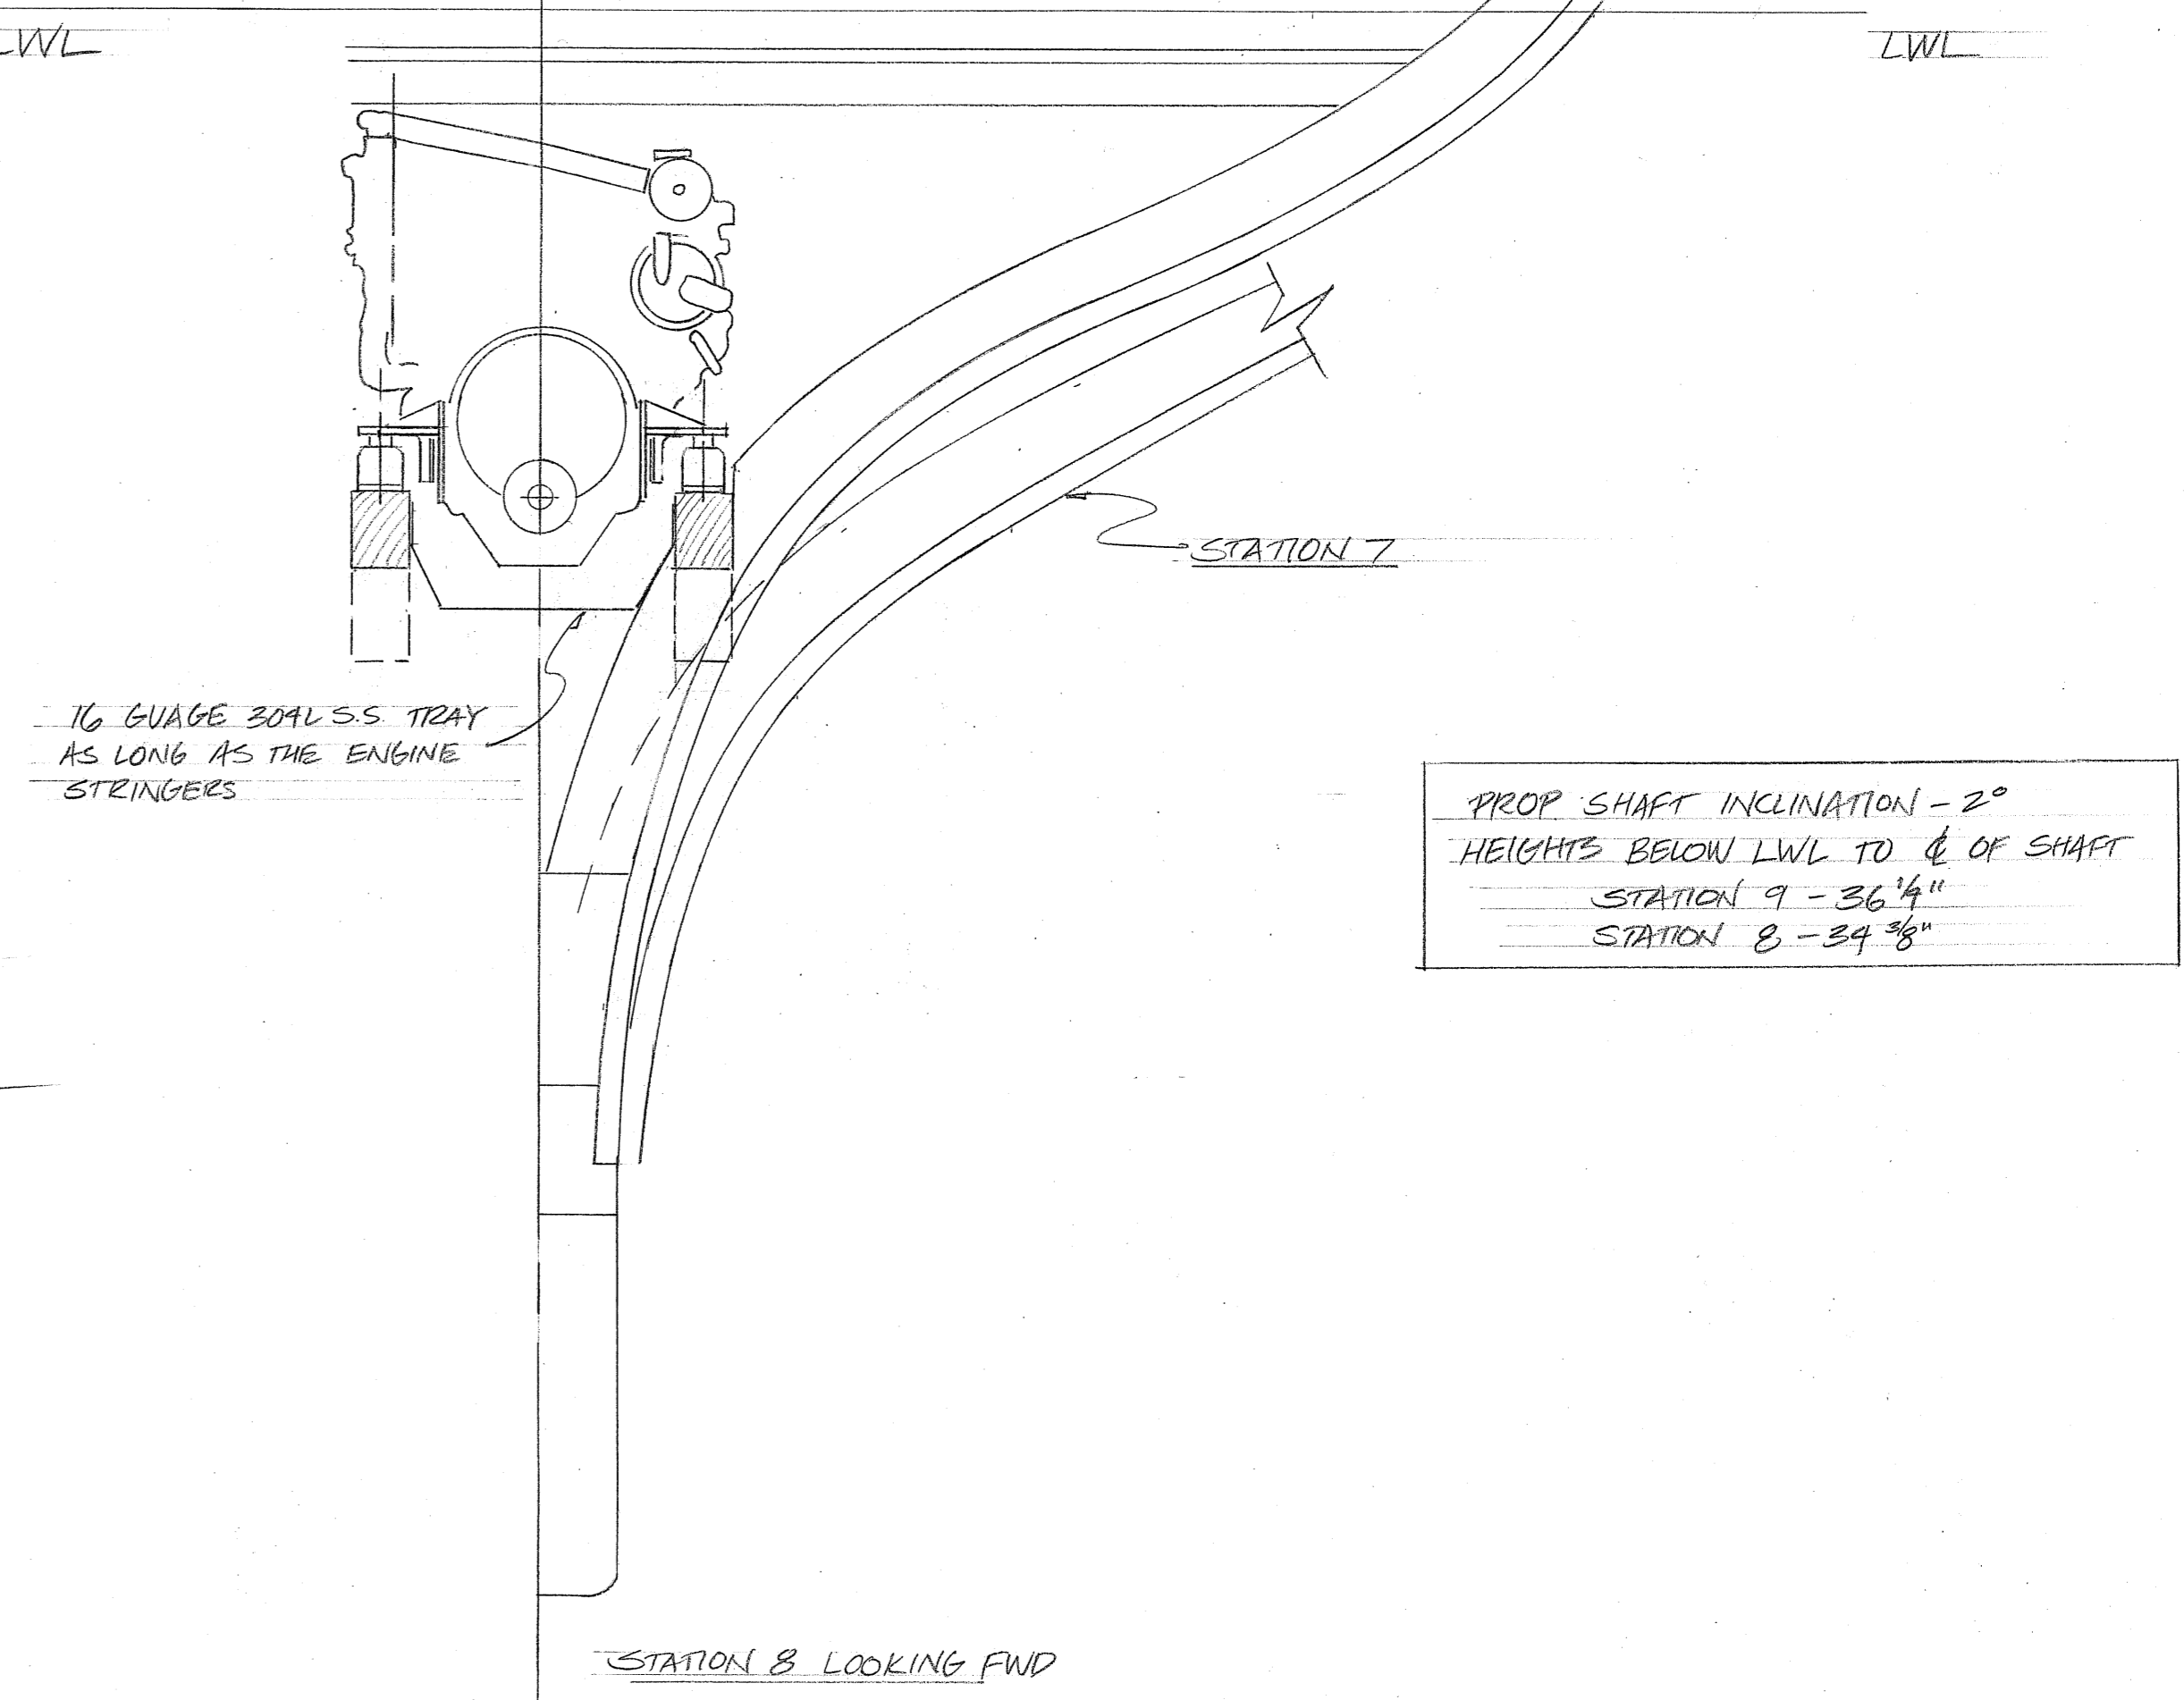 LWL
LWL
STATION 7
16 GUAGE 304L S.S. TRAY
AS LONG AS THE ENGINE
STRINGERS
PROP. SHAFT INCLINATION - 2°
HEIGHTS BELOW LWL TO ℄ OF SHAFT
STATION 9 - 36 1/4"
STATION 8 - 34 3/8"
STATION 8 LOOKING FWD